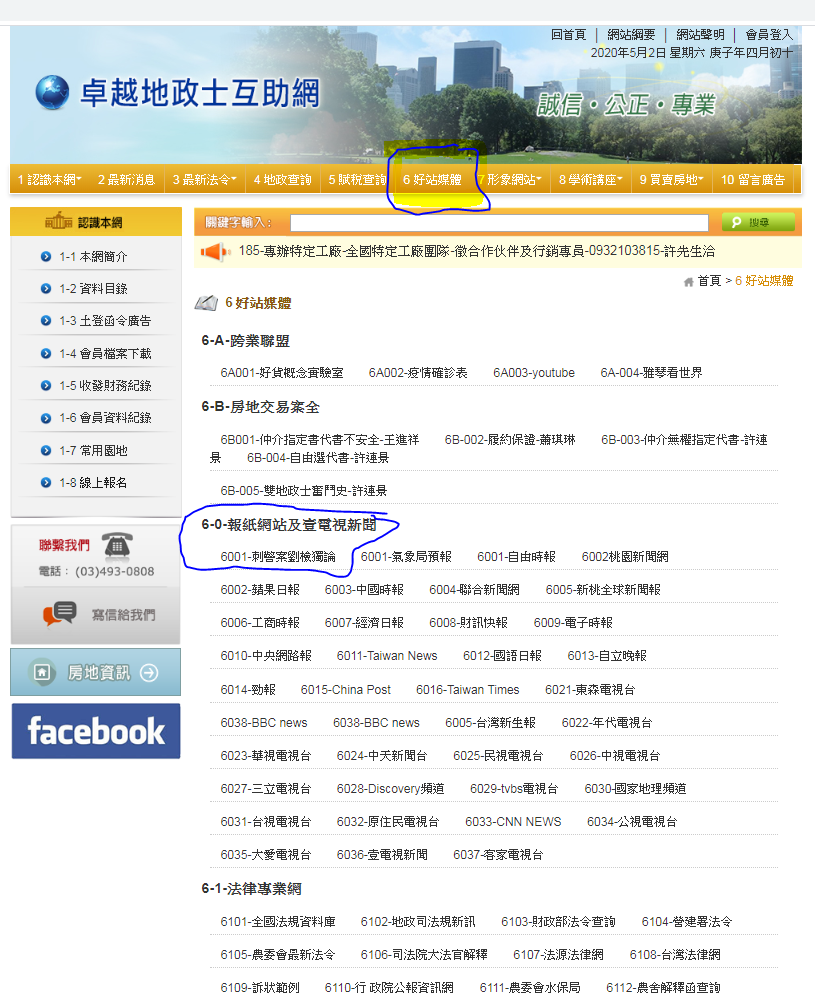 回首頁 | 網站綱要 | 網站聲明 | 會員登入
2020年5月2日 星期六 庚子年四月初十
卓越地政士互助網
誠信・公正・專業
1 認識本網 2 最新消息 3 最新法令 4 地政查詢 5 賦稅查詢 6 好站媒體 7 形象網站 8 學術講座 9 買賣房地 10 留言廣告
認識本網
1-1 本網簡介
1-2 資料目錄
1-3 土登函令廣告
1-4 會員檔案下載
1-5 收發財務紀錄
1-6 會員資料紀錄
1-7 常用園地
1-8 線上報名
聯繫我們
電話：(03)493-0808
寫信給我們
房地資訊
facebook
關鍵字輸入： 搜尋
185-專辦特定工廠-全國特定工廠團隊-徵合作伙伴及行銷專員-0932103815-許先生洽
首頁 > 6 好站媒體
6 好站媒體
6-A-跨業聯盟
6A001-好貨概念實驗室 6A002-疫情確診表 6A003-youtube 6A-004-雅琴看世界
6-B-房地交易案全
6B001-仲介指定書代書不安全-王進祥 6B-002-履約保證-蕭琪琳 6B-003-仲介無權指定代書-許連
景 6B-004-自由選代書-許連景
6B-005-雙地政士奮鬥史-許連景
6-0-報紙網站及壹電視新聞
6001-刺警案劉檢獨論 6001-氣象局預報 6001-自由時報 6002桃園新聞網
6002-蘋果日報 6003-中國時報 6004-聯合新聞網 6005-新桃全球新聞報
6006-工商時報 6007-經濟日報 6008-財訊快報 6009-電子時報
6010-中央網路報 6011-Taiwan News 6012-國語日報 6013-自立晚報
6014-勁報 6015-China Post 6016-Taiwan Times 6021-東森電視台
6038-BBC news 6038-BBC news 6005-台灣新生報 6022-年代電視台
6023-華視電視台 6024-中天新聞台 6025-民視電視台 6026-中視電視台
6027-三立電視台 6028-Discovery頻道 6029-tvbs電視台 6030-國家地理頻道
6031-台視電視台 6032-原住民電視台 6033-CNN NEWS 6034-公視電視台
6035-大愛電視台 6036-壹電視新聞 6037-客家電視台
6-1-法律專業網
6101-全國法規資料庫 6102-地政司法規新訊 6103-財政部法令查詢 6104-營建署法令
6105-農委會最新法令 6106-司法院大法官解釋 6107-法源法律網 6108-台灣法律網
6109-訴狀範例 6110-行 政院公報資訊網 6111-農委會水保局 6112-農舍解釋函查詢